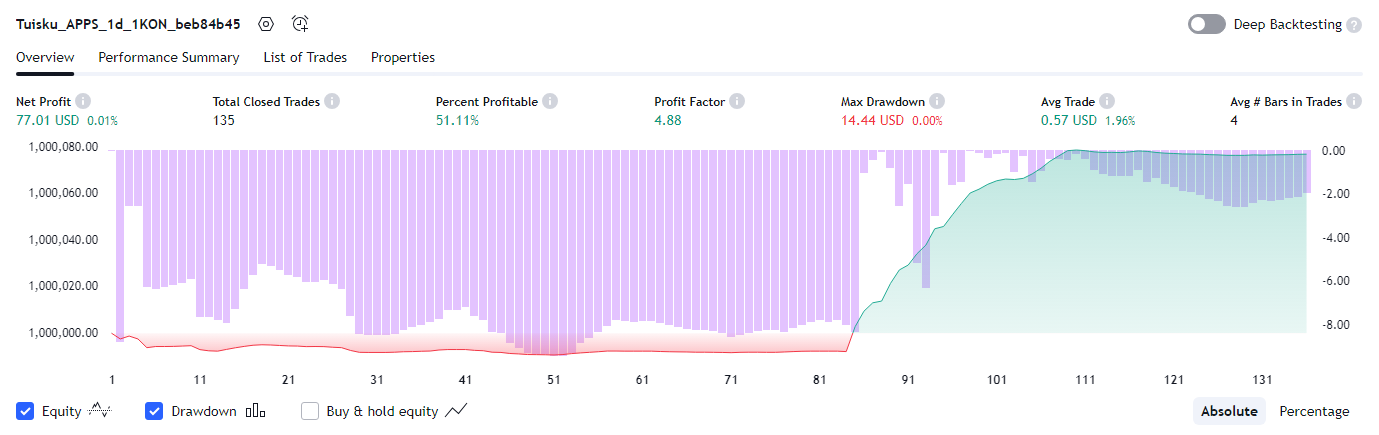 Tuisku_APPS_1d_1KON_beb84b45 Deep Backtesting ?
Overview Performance Summary List of Trades Properties
Net Profit i Total Closed Trades i Percent Profitable i Profit Factor i Max Drawdown i Avg Trade i Avg # Bars in Trades i
77.01 USD 0.01% 135 51.11% 4.88 14.44 USD 0.00% 0.57 USD 1.96% 4
1,000,080.00 0.00
1,000,060.00 -2.00
1,000,040.00 -4.00
1,000,020.00 -6.00
1,000,000.00 -8.00
1 11 21 31 41 51 61 71 81 91 101 111 121 131
Equity Drawdown Buy & hold equity Absolute Percentage